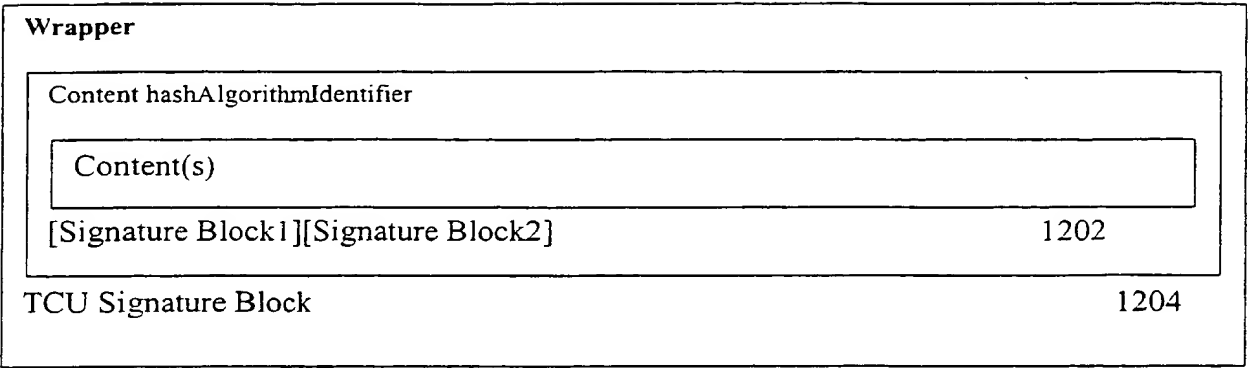 Wrapper
Content hashAlgorithmIdentifier
Content(s)
[Signature Block1][Signature Block2] 1202
TCU Signature Block 1204